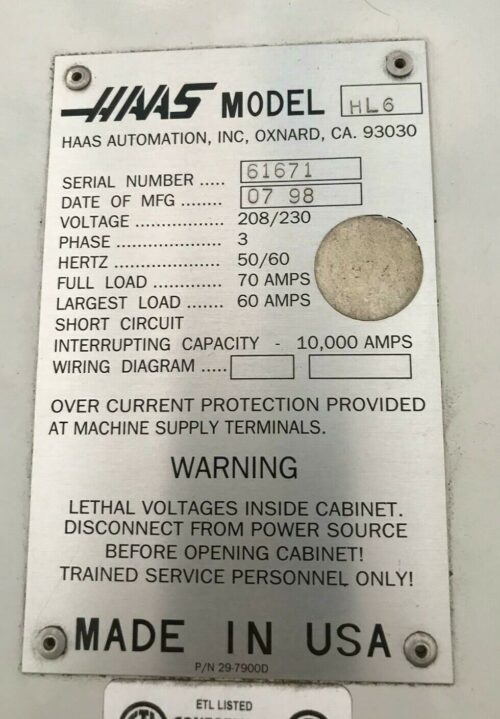 HAAS MODEL HL6
HAAS AUTOMATION, INC, OXNARD, CA. 93030
SERIAL NUMBER ..... 61671
DATE OF MFG ........ 07 98
VOLTAGE ................. 208/230
PHASE .................... 3
HERTZ .................... 50/60
FULL LOAD ............. 70 AMPS
LARGEST LOAD ....... 60 AMPS
SHORT CIRCUIT
INTERRUPTING CAPACITY - 10,000 AMPS
WIRING DIAGRAM .....
OVER CURRENT PROTECTION PROVIDED
AT MACHINE SUPPLY TERMINALS.
WARNING
LETHAL VOLTAGES INSIDE CABINET.
DISCONNECT FROM POWER SOURCE
BEFORE OPENING CABINET!
TRAINED SERVICE PERSONNEL ONLY!
MADE IN USA
P/N 29-7900D
ETL LISTED